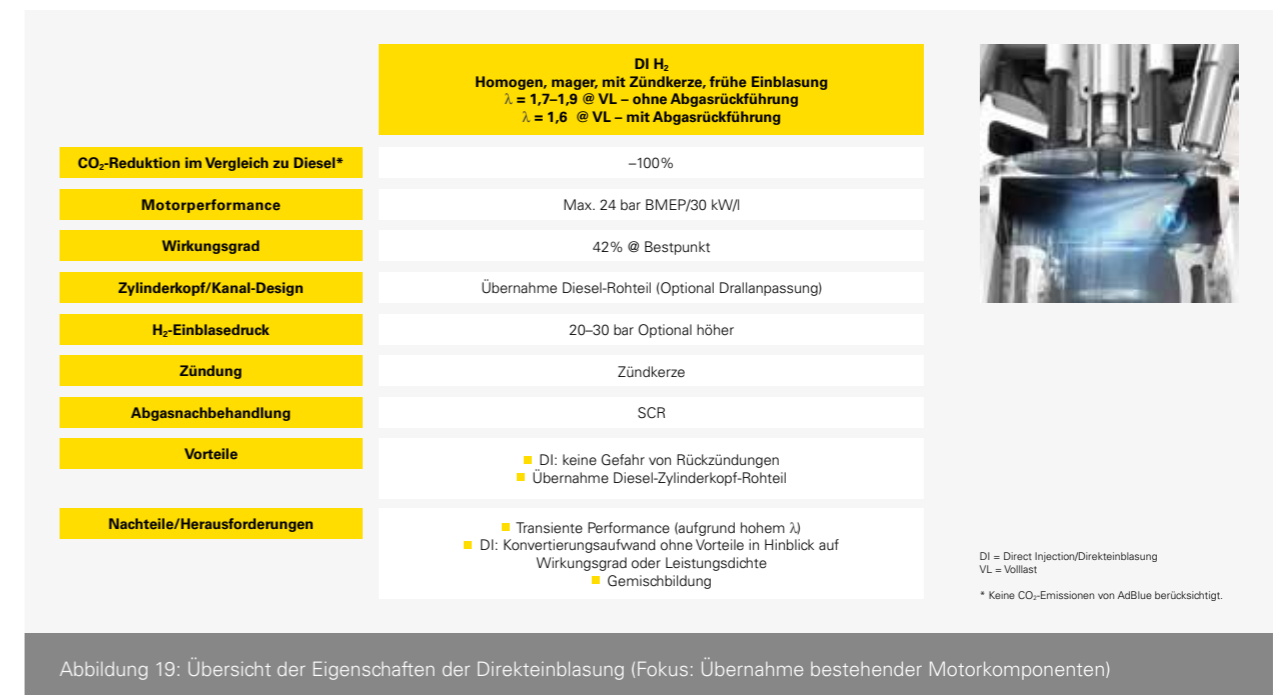 DI H₂
Homogen, mager, mit Zündkerze, frühe Einblasung
λ = 1,7–1,9 @ VL – ohne Abgasrückführung
λ = 1,6 @ VL – mit Abgasrückführung
CO₂-Reduktion im Vergleich zu Diesel*
–100%
Motorperformance
Max. 24 bar BMEP/30 kW/l
Wirkungsgrad
42% @ Bestpunkt
Zylinderkopf/Kanal-Design
Übernahme Diesel-Rohteil (Optional Drallanpassung)
H₂-Einblasedruck
20–30 bar Optional höher
Zündung
Zündkerze
Abgasnachbehandlung
SCR
Vorteile
■ DI: keine Gefahr von Rückzündungen
■ Übernahme Diesel-Zylinderkopf-Rohteil
Nachteile/Herausforderungen
■ Transiente Performance (aufgrund hohem λ)
■ DI: Konvertierungsaufwand ohne Vorteile in Hinblick auf
Wirkungsgrad oder Leistungsdichte
■ Gemischbildung
DI = Direct Injection/Direkteinblasung
VL = Volllast
* Keine CO₂-Emissionen von AdBlue berücksichtigt.
Abbildung 19: Übersicht der Eigenschaften der Direkteinblasung (Fokus: Übernahme bestehender Motorkomponenten)